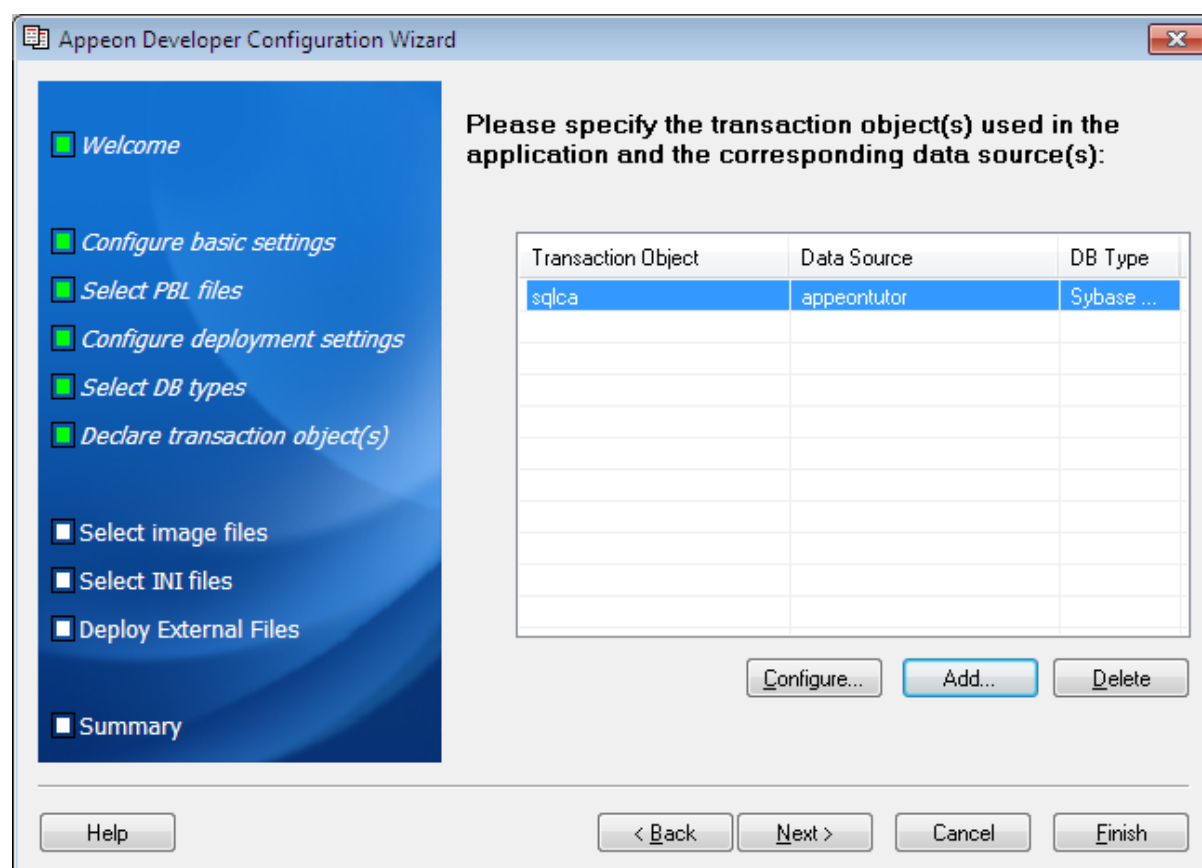 Appeon Developer Configuration Wizard
Welcome
Configure basic settings
Select PBL files
Configure deployment settings
Select DB types
Declare transaction object(s)
Select image files
Select INI files
Deploy External Files
Summary
Please specify the transaction object(s) used in the
application and the corresponding data source(s):
Transaction Object Data Source DB Type
sqlca appeontutor Sybase ...
Configure... Add... Delete
Help < Back Next > Cancel Finish